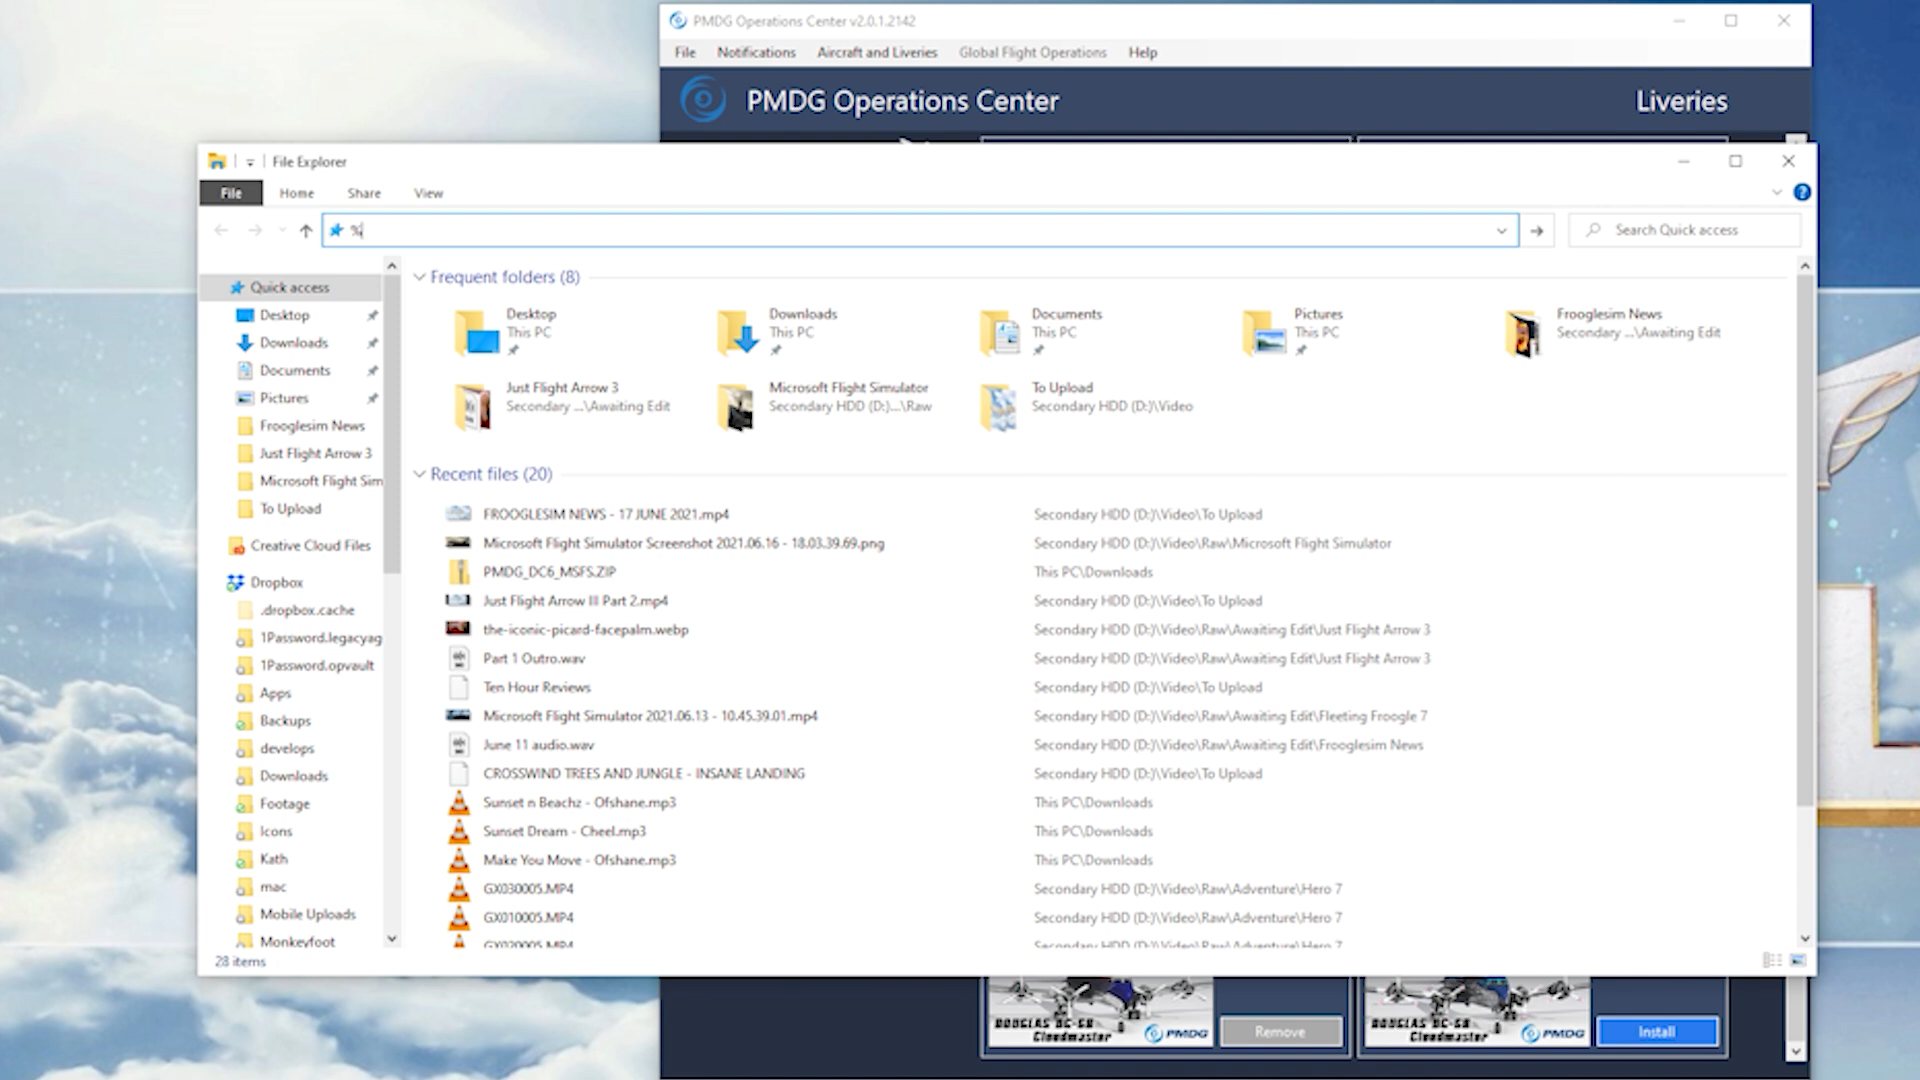 PMDG Operations Center v2.0.1.2142
File Notifications Aircraft and Liveries Global Flight Operations Help
PMDG Operations Center Liveries
File Explorer
File Home Share View
%
Search Quick access
Quick access
Desktop
Downloads
Documents
Pictures
Frooglesim News
Just Flight Arrow 3
Microsoft Flight Sim
To Upload
Creative Cloud Files
Dropbox
.dropbox.cache
1Password.legacyag
1Password.opvault
Apps
Backups
develops
Downloads
Footage
Icons
Kath
mac
Mobile Uploads
Monkeyfoot
28 items
Frequent folders (8)
Desktop
This PC
Downloads
This PC
Documents
This PC
Pictures
This PC
Frooglesim News
Secondary ...\Awaiting Edit
Just Flight Arrow 3
Secondary ...\Awaiting Edit
Microsoft Flight Simulator
Secondary HDD (D:)...\Raw
To Upload
Secondary HDD (D:)\Video
Recent files (20)
FROOGLESIM NEWS - 17 JUNE 2021.mp4 Secondary HDD (D:)\Video\To Upload
Microsoft Flight Simulator Screenshot 2021.06.16 - 18.03.39.69.png Secondary HDD (D:)\Video\Raw\Microsoft Flight Simulator
PMDG_DC6_MSFS.ZIP This PC\Downloads
Just Flight Arrow III Part 2.mp4 Secondary HDD (D:)\Video\To Upload
the-iconic-picard-facepalm.webp Secondary HDD (D:)\Video\Raw\Awaiting Edit\Just Flight Arrow 3
Part 1 Outro.wav Secondary HDD (D:)\Video\Raw\Awaiting Edit\Just Flight Arrow 3
Ten Hour Reviews Secondary HDD (D:)\Video\To Upload
Microsoft Flight Simulator 2021.06.13 - 10.45.39.01.mp4 Secondary HDD (D:)\Video\Raw\Awaiting Edit\Fleeting Froogle 7
June 11 audio.wav Secondary HDD (D:)\Video\Raw\Awaiting Edit\Frooglesim News
CROSSWIND TREES AND JUNGLE - INSANE LANDING Secondary HDD (D:)\Video\To Upload
Sunset n Beachz - Ofshane.mp3 This PC\Downloads
Sunset Dream - Cheel.mp3 This PC\Downloads
Make You Move - Ofshane.mp3 This PC\Downloads
GX030005.MP4 Secondary HDD (D:)\Video\Raw\Adventure\Hero 7
GX010005.MP4 Secondary HDD (D:)\Video\Raw\Adventure\Hero 7
GX020005.MP4 Secondary HDD (D:)\Video\Raw\Adventure\Hero 7
DOUGLAS DC-6B
Cloudmaster PMDG Remove
DOUGLAS DC-6B
Cloudmaster PMDG Install